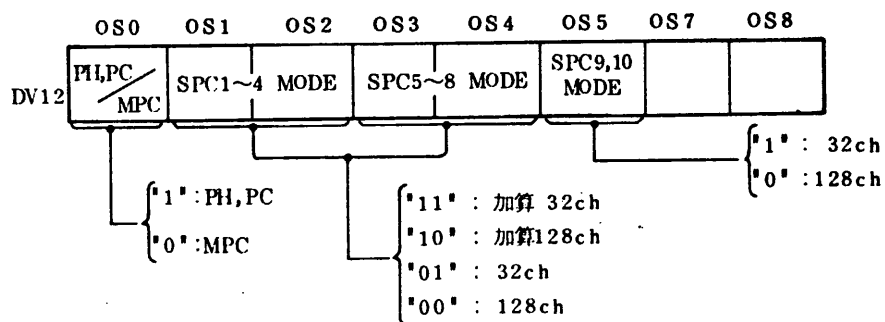 OS0 OS1 OS2 OS3 OS4 OS5 OS7 OS8
DV12
PH,PC
MPC
SPC1～4 MODE
SPC5～8 MODE
SPC9,10
MODE
"1" : 32ch
"0" : 128ch
"1" : PH,PC
"0" : MPC
"11" : 加算 32ch
"10" : 加算128ch
"01" : 32ch
"00" : 128ch